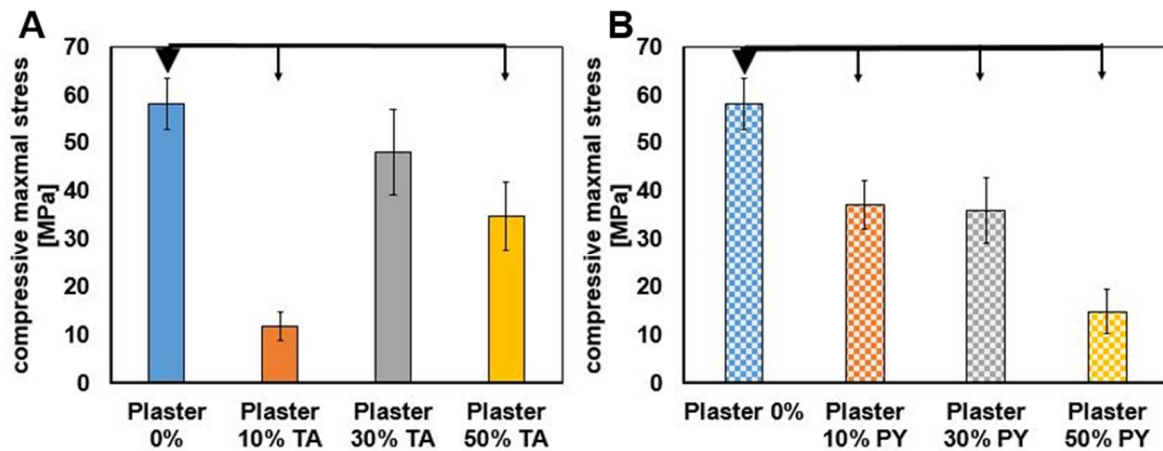 A
compressive maxmal stress
[MPa]
70
60
50
40
30
20
10
0
Plaster
0%
Plaster
10% TA
Plaster
30% TA
Plaster
50% TA
B
compressive maxmal stress
[MPa]
70
60
50
40
30
20
10
0
Plaster 0%
Plaster
10% PY
Plaster
30% PY
Plaster
50% PY